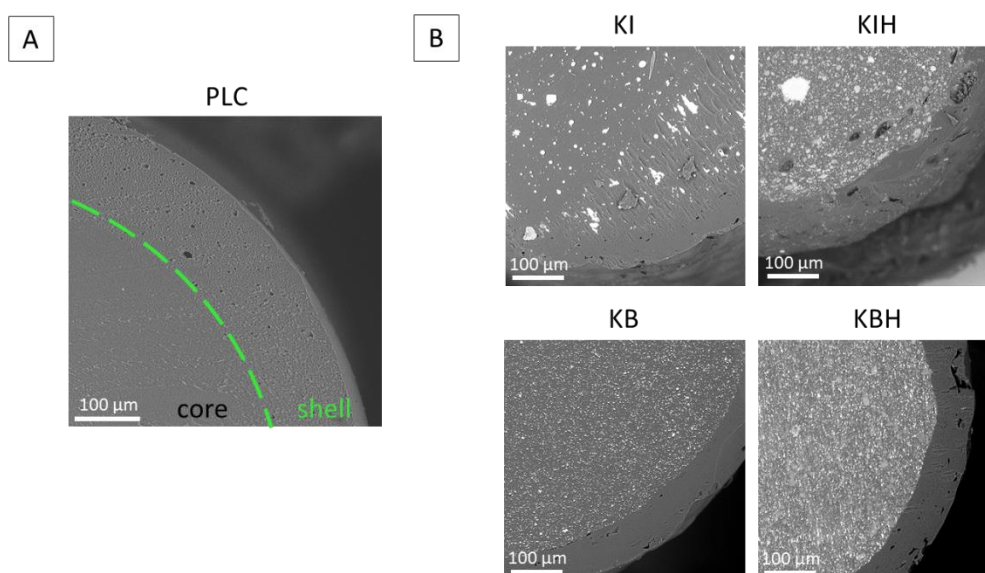 A
PLC
core
shell
100 μm
B
KI
KIH
100 μm
100 μm
KB
KBH
100 μm
100 μm